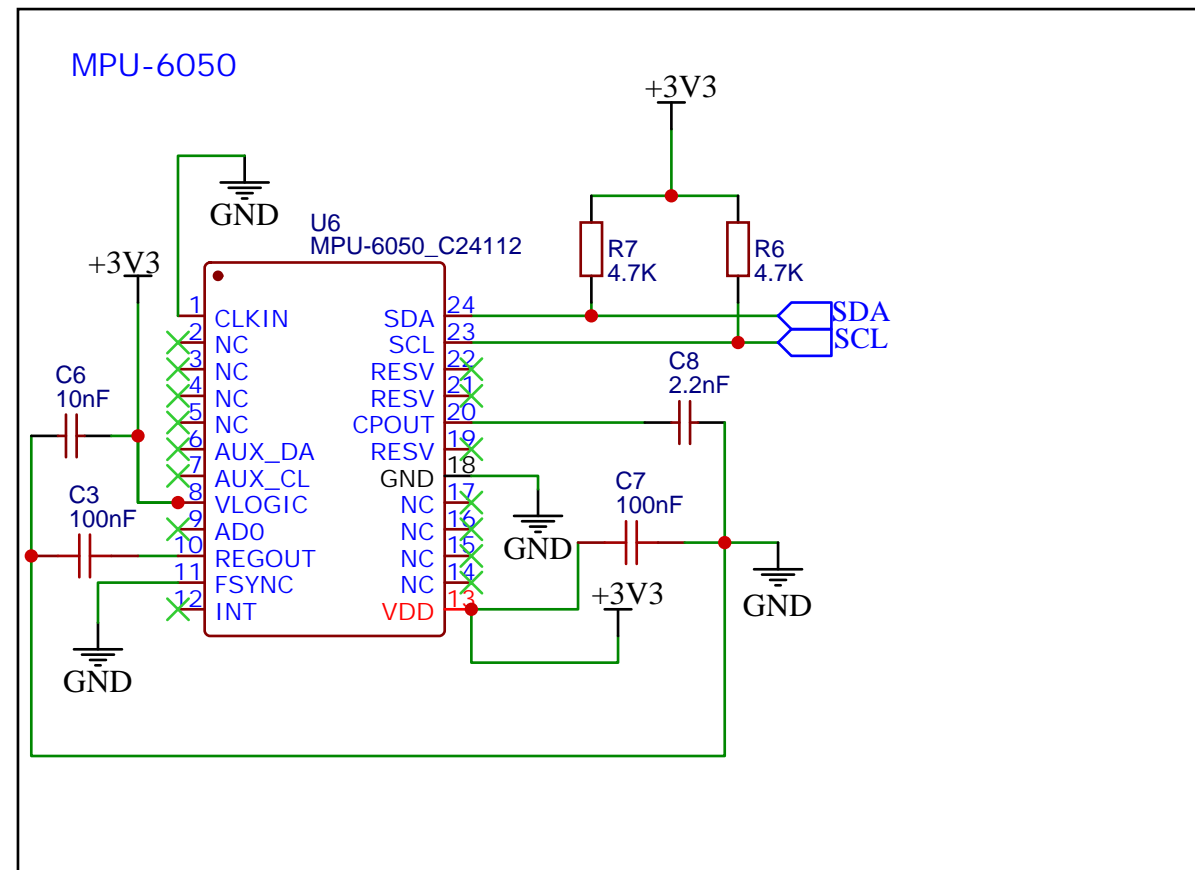 MPU-6050
+3V3
GND
U6
MPU-6050_C24112
R7
4.7K
R6
4.7K
+3V3
1
CLKIN
2
NC
3
NC
4
NC
5
NC
6
AUX_DA
7
AUX_CL
8
VLOGIC
9
AD0
10
REGOUT
11
FSYNC
12
INT
24
SDA
23
SCL
22
RESV
21
RESV
20
CPOUT
19
RESV
18
GND
17
NC
16
NC
15
NC
14
NC
13
VDD
SDA
SCL
C6
10nF
C3
100nF
C8
2.2nF
C7
100nF
GND
+3V3
GND
GND